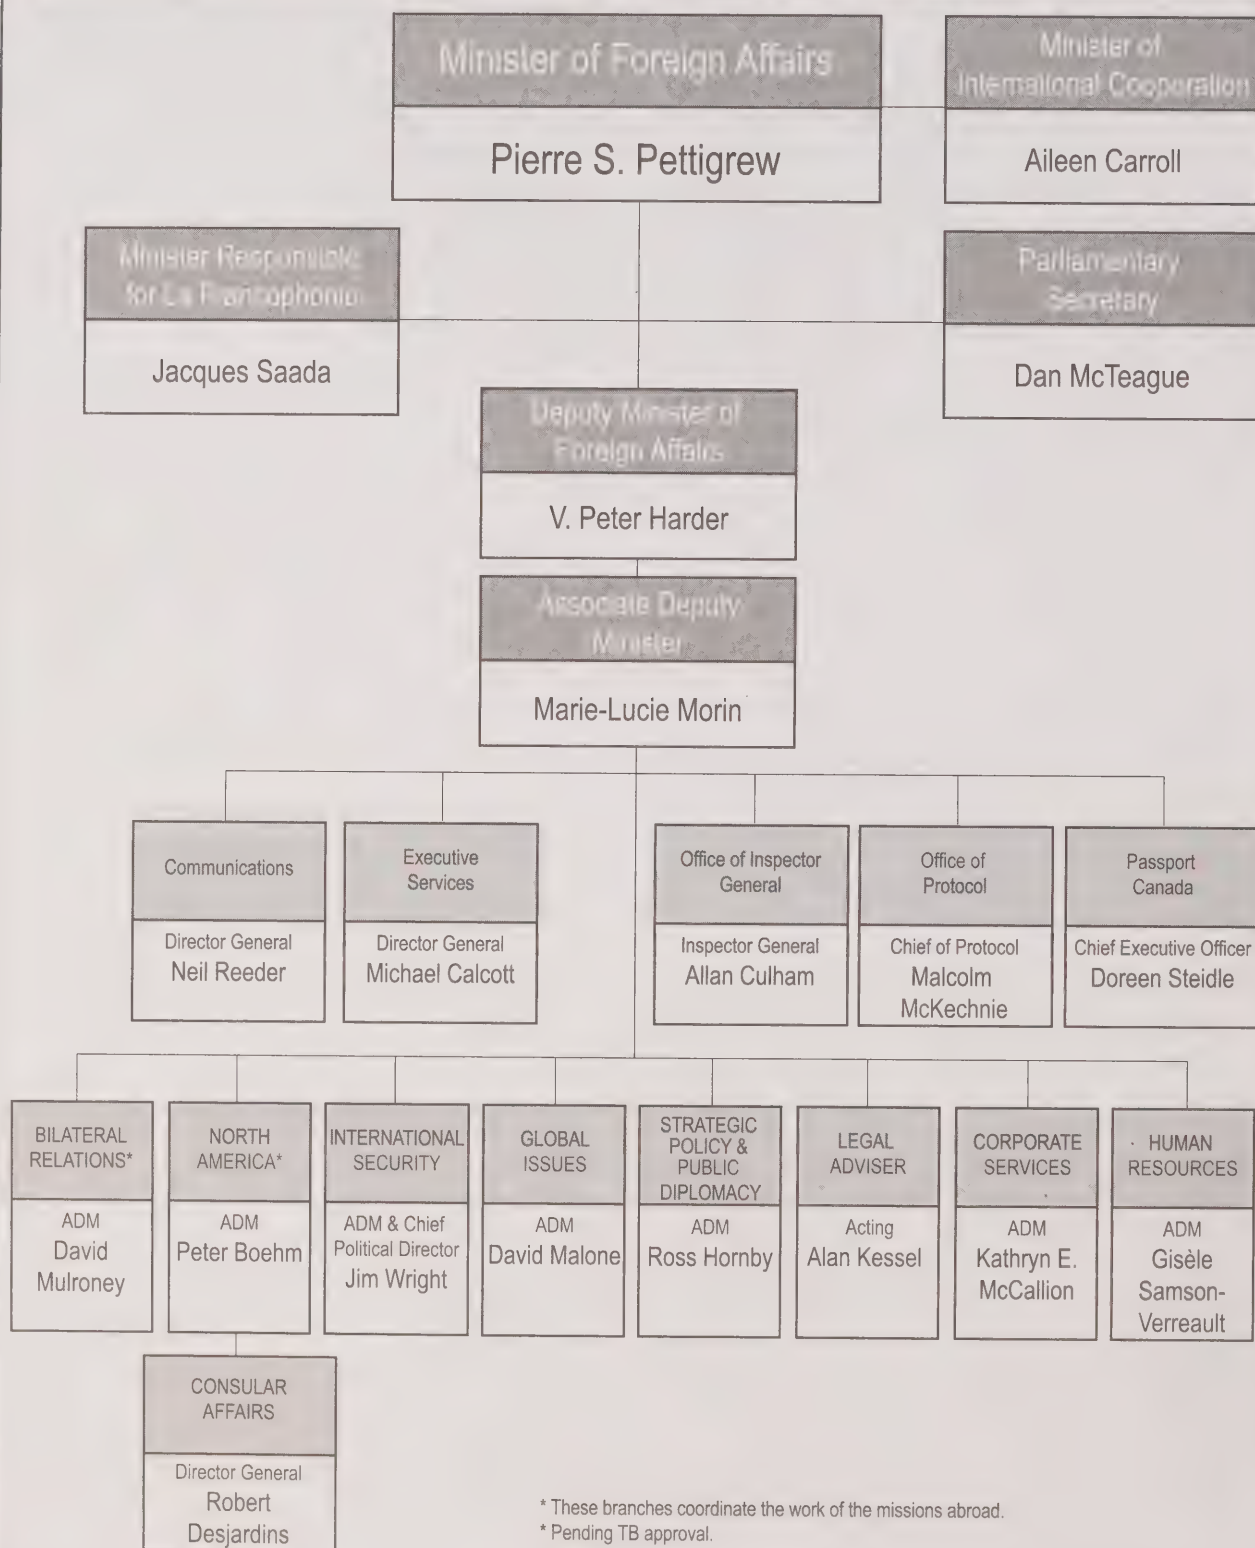 Minister of Foreign Affairs
Pierre S. Pettigrew
Minister of
International Cooperation
Aileen Carroll
Minister Responsible
for La Francophonie
Jacques Saada
Parliamentary
Secretary
Dan McTeague
Deputy Minister of
Foreign Affairs
V. Peter Harder
Associate Deputy
Minister
Marie-Lucie Morin
Communications
Director General
Neil Reeder
Executive
Services
Director General
Michael Calcott
Office of Inspector
General
Inspector General
Allan Culham
Office of
Protocol
Chief of Protocol
Malcolm
McKechnie
Passport
Canada
Chief Executive Officer
Doreen Steidle
BILATERAL
RELATIONS*
ADM
David
Mulroney
NORTH
AMERICA*
ADM
Peter Boehm
INTERNATIONAL
SECURITY
ADM & Chief
Political Director
Jim Wright
GLOBAL
ISSUES
ADM
David Malone
STRATEGIC
POLICY &
PUBLIC
DIPLOMACY
ADM
Ross Hornby
LEGAL
ADVISER
Acting
Alan Kessel
CORPORATE
SERVICES
ADM
Kathryn E.
McCallion
HUMAN
RESOURCES
ADM
Gisèle
Samson-
Verreault
CONSULAR
AFFAIRS
Director General
Robert
Desjardins
* These branches coordinate the work of the missions abroad.
* Pending TB approval.